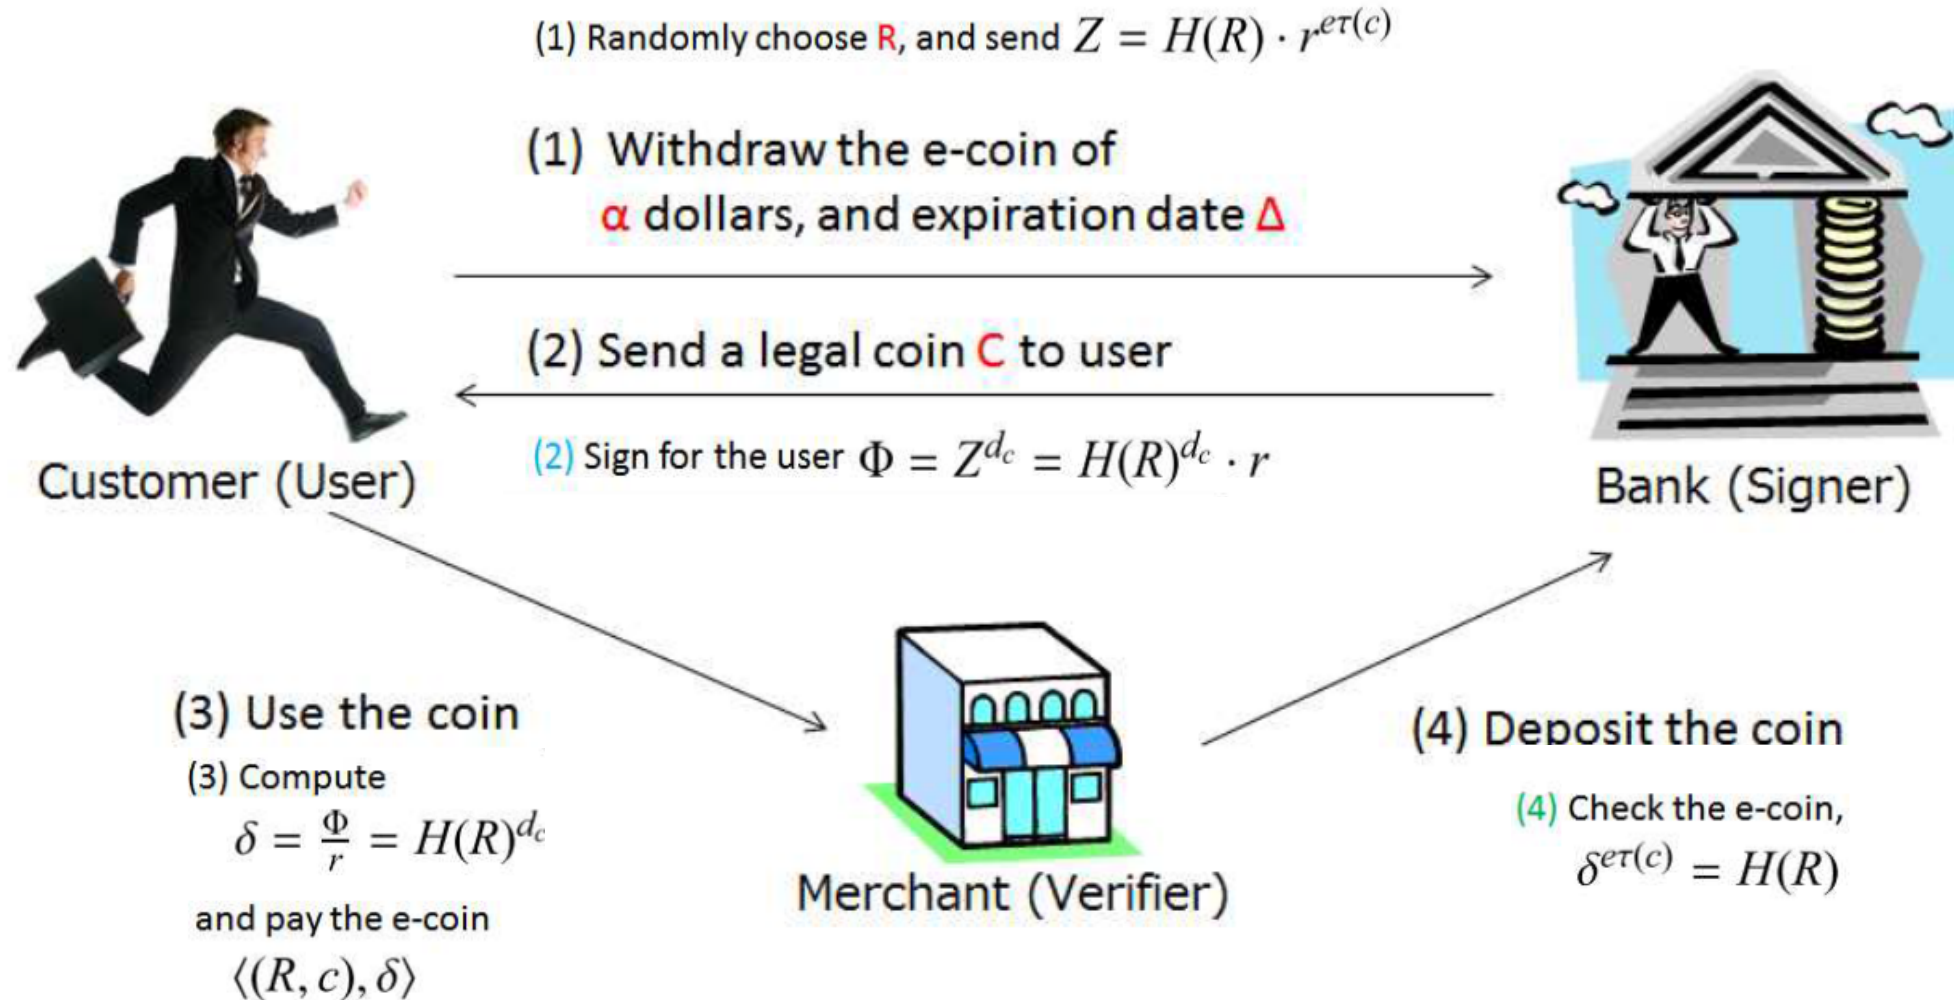 (1) Randomly choose R, and send Z = H(R) · r^{eτ(c)}
(1) Withdraw the e-coin of
α dollars, and expiration date Δ
(2) Send a legal coin C to user
(2) Sign for the user Φ = Z^{d_c} = H(R)^{d_c} · r
Customer (User)
Bank (Signer)
(3) Use the coin
(3) Compute
δ = Φ/r = H(R)^{d_c}
and pay the e-coin
⟨(R, c), δ⟩
Merchant (Verifier)
(4) Deposit the coin
(4) Check the e-coin,
δ^{eτ(c)} = H(R)